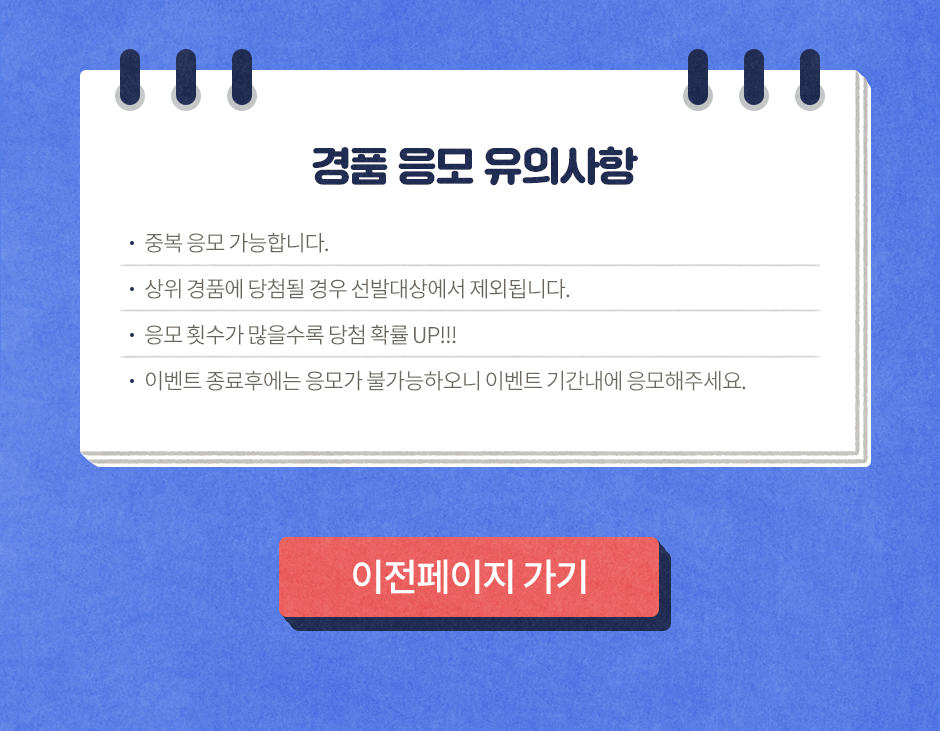 경품 응모 유의사항
· 중복 응모 가능합니다.
· 상위 경품에 당첨될 경우 선발대상에서 제외됩니다.
· 응모 횟수가 많을수록 당첨 확률 UP!!!
· 이벤트 종료후에는 응모가 불가능하오니 이벤트 기간내에 응모해주세요.
이전페이지 가기